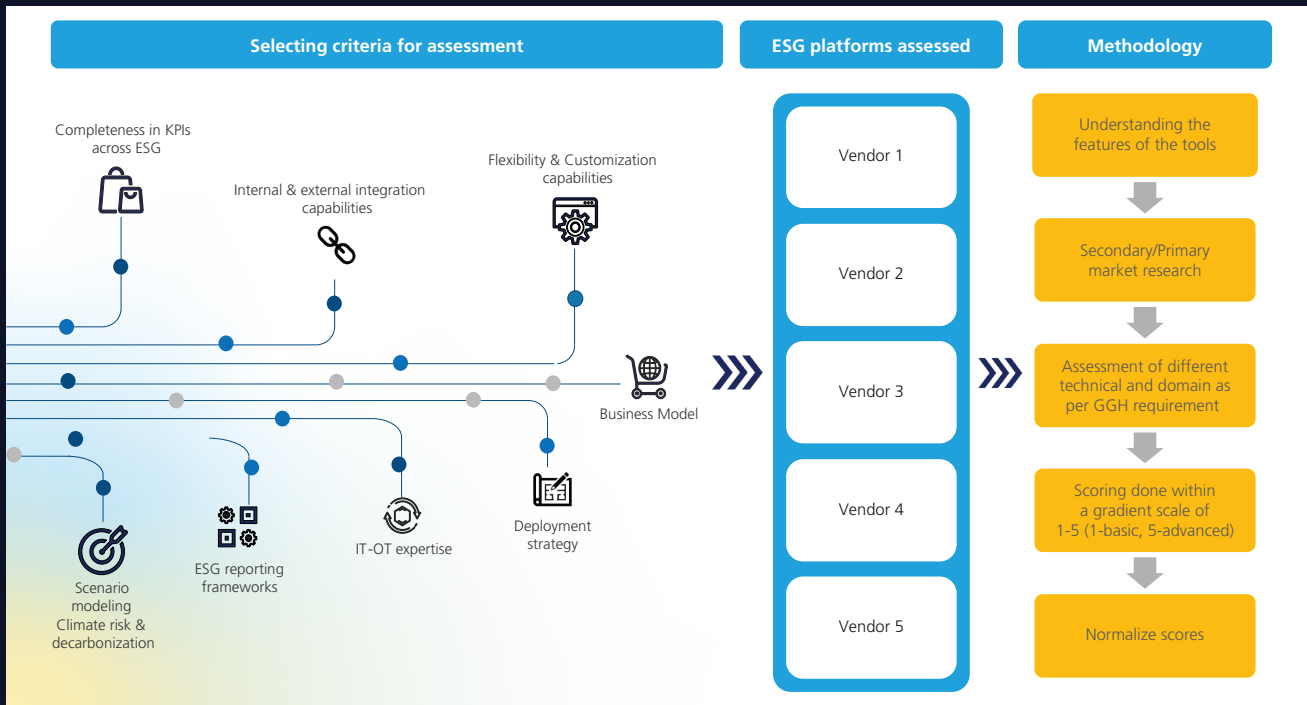 Selecting criteria for assessment
ESG platforms assessed
Methodology
Completeness in KPIs
across ESG
Internal & external integration
capabilities
Flexibility & Customization
capabilities
Business Model
Scenario
modeling
Climate risk &
decarbonization
ESG reporting
frameworks
IT-OT expertise
Deployment
strategy
Vendor 1
Vendor 2
Vendor 3
Vendor 4
Vendor 5
Understanding the
features of the tools
Secondary/Primary
market research
Assessment of different
technical and domain as
per GGH requirement
Scoring done within
a gradient scale of
1-5 (1-basic, 5-advanced)
Normalize scores